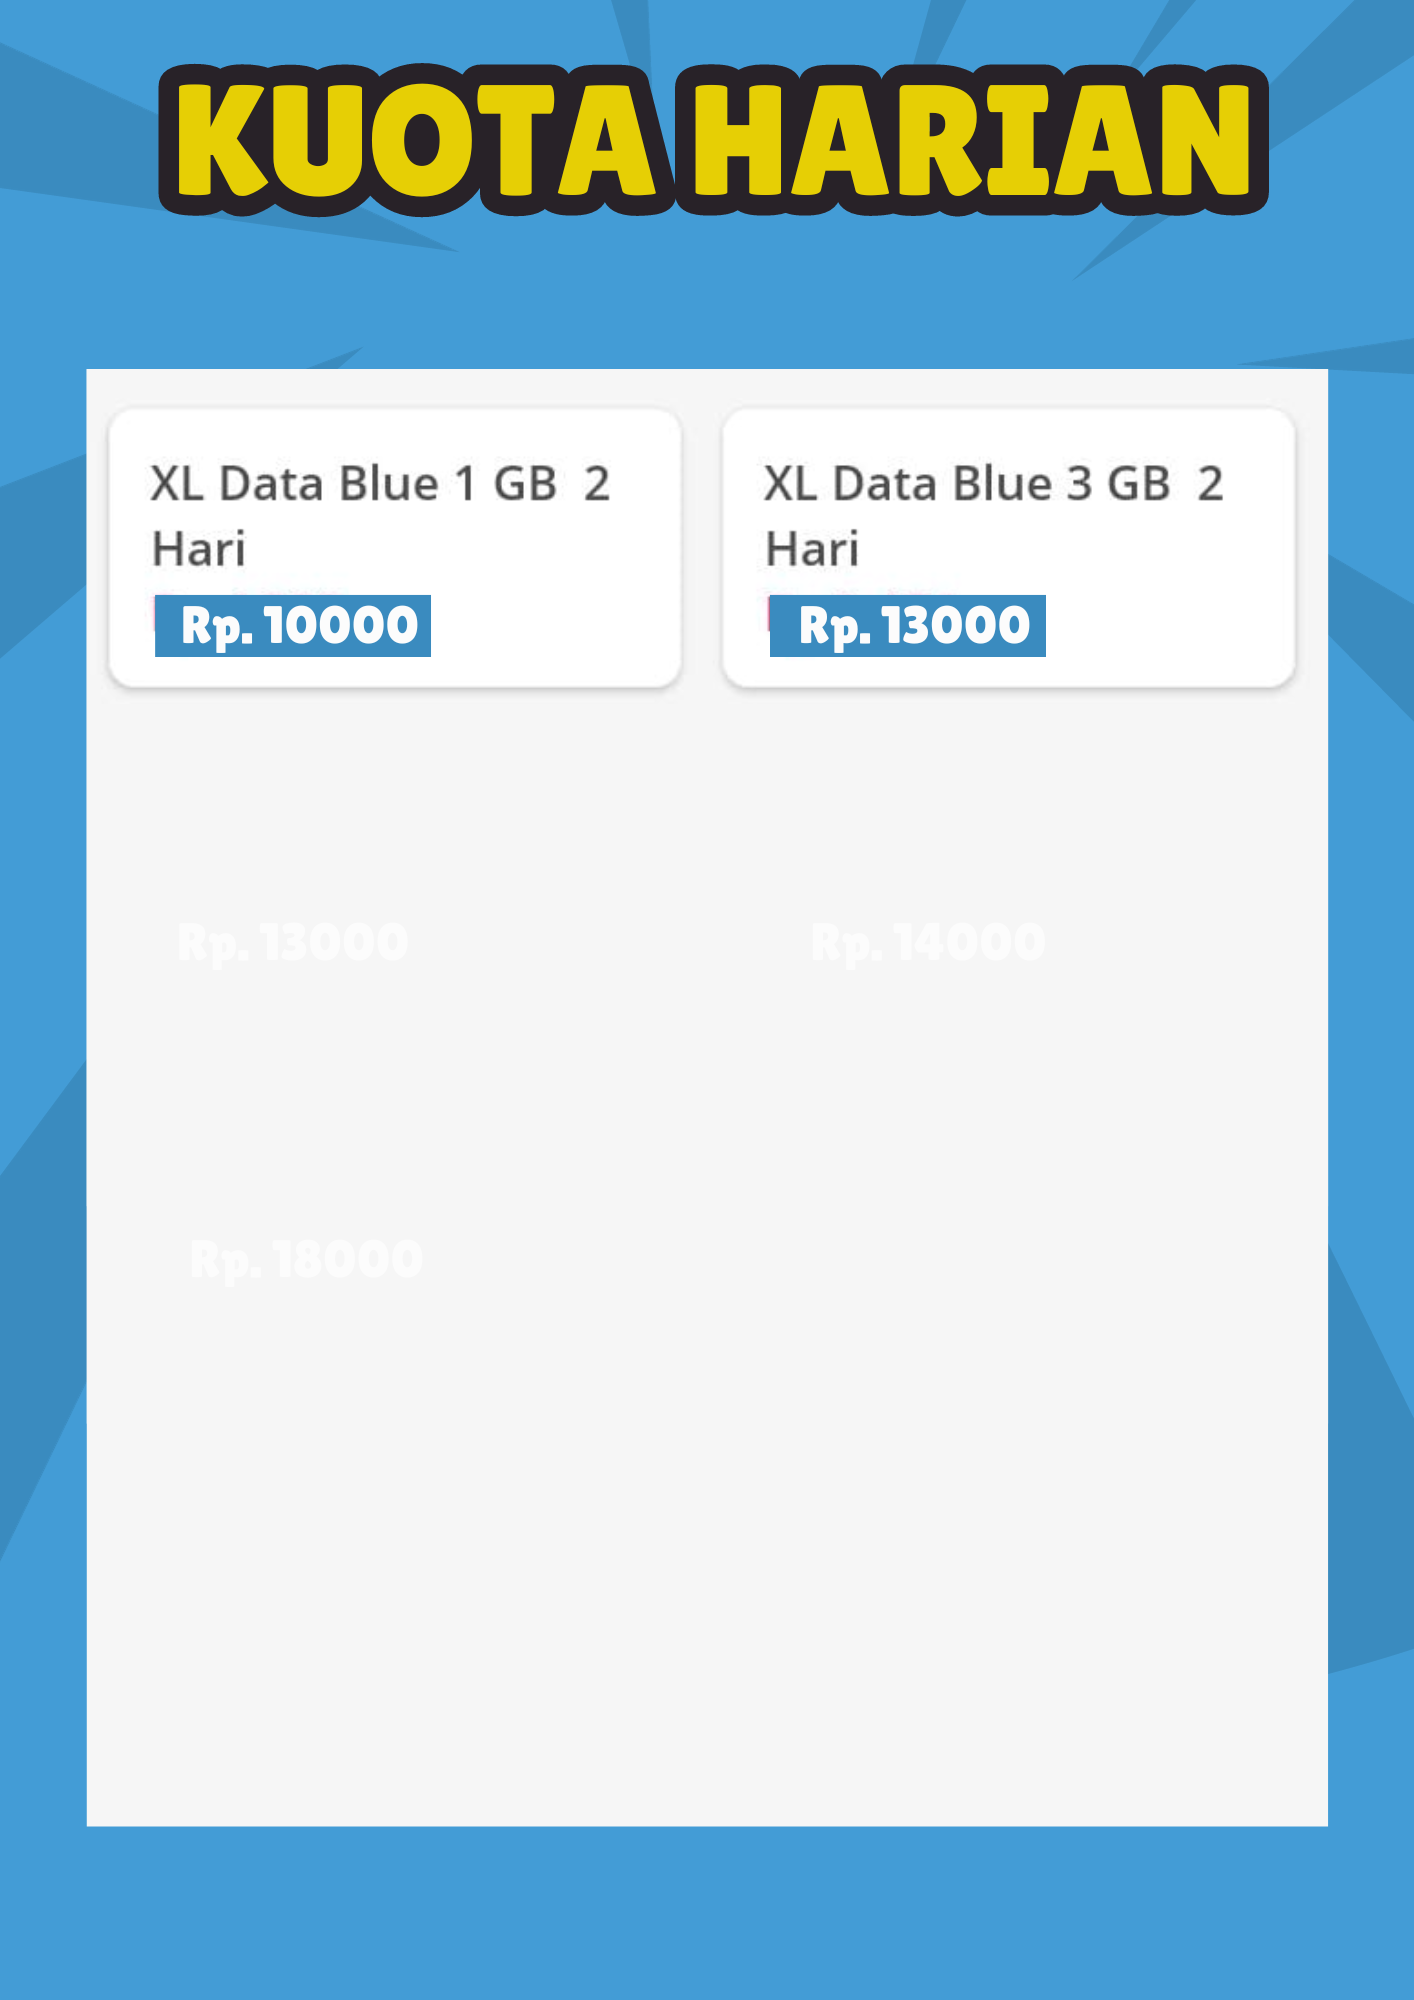 KUOTA HARIAN
XL Data Blue 1 GB 2
Hari
Rp. 10000
XL Data Blue 3 GB 2
Hari
Rp. 13000
Rp. 13000
Rp. 14000
Rp. 18000